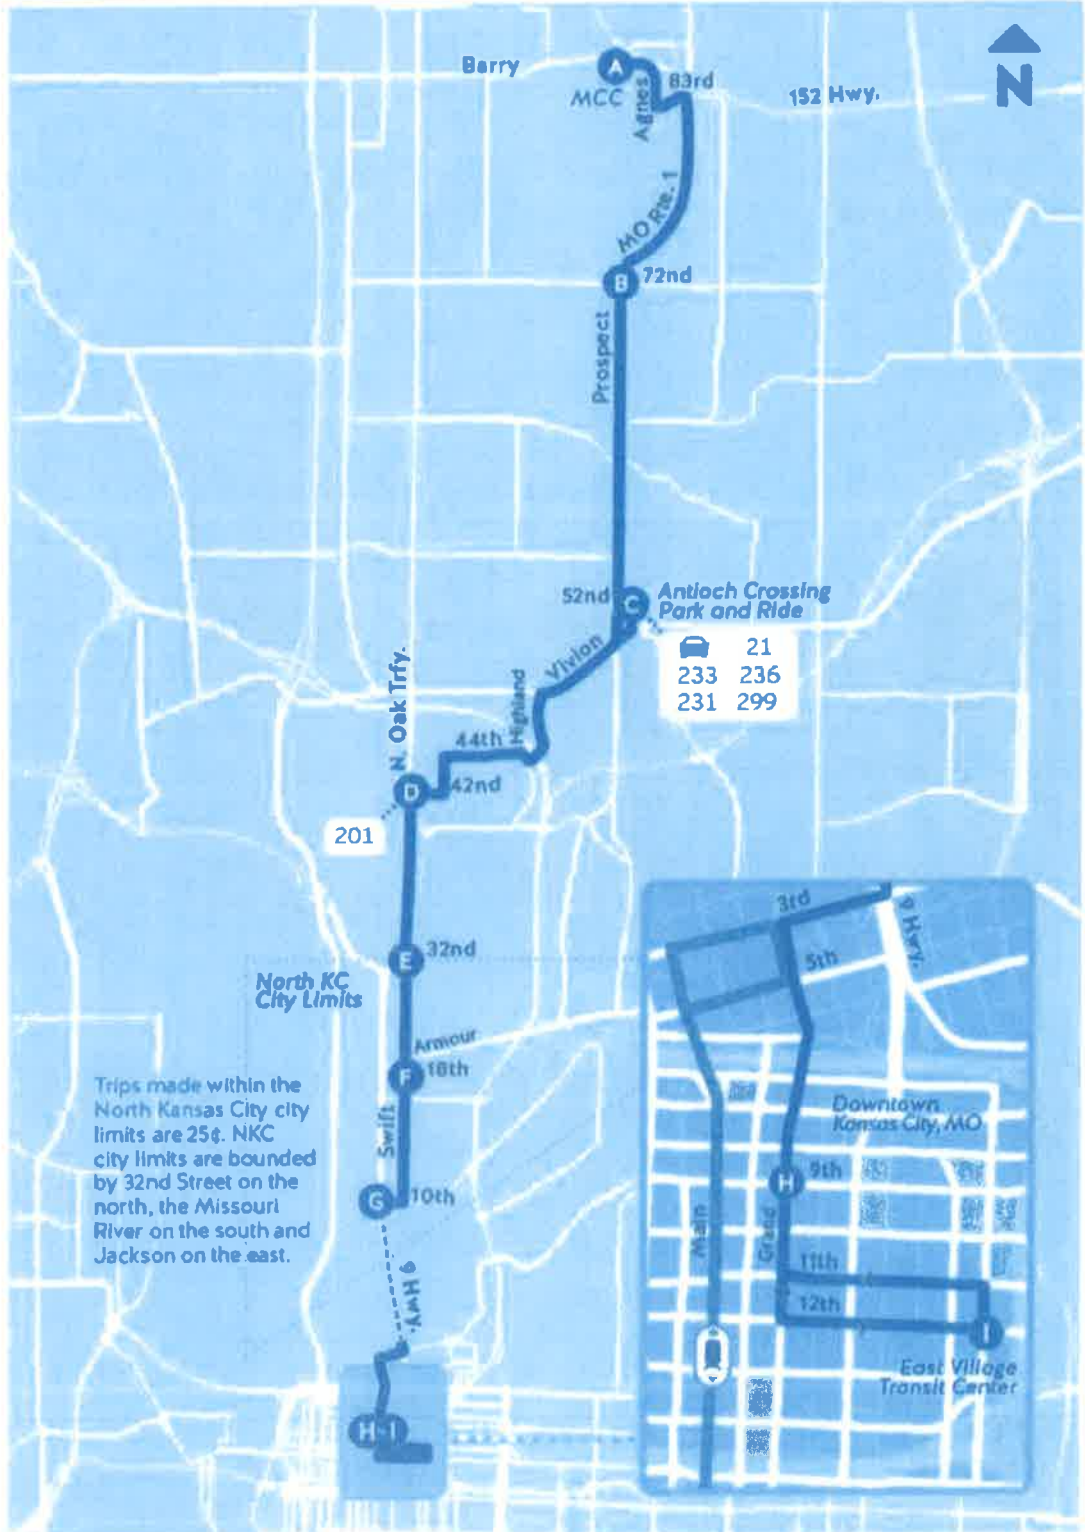 N
Barry
A
MCC
Agnes
83rd
152 Hwy.
MO Rte. 1
B
72nd
Prospect
52nd
C
Antioch Crossing
Park and Ride
21
233 236
231 299
Vivion
Highland
N. Oak Trfy.
44th
D
42nd
201
E
32nd
North KC
City Limits
Armour
F
18th
Swift
Trips made within the
North Kansas City city
limits are 25¢. NKC
city limits are bounded
by 32nd Street on the
north, the Missouri
River on the south and
Jackson on the east.
G
10th
9 Hwy.
H-I
3rd
9 Hwy.
5th
Downtown
Kansas City, MO
H
9th
Main
Grand
11th
12th
I
East Village
Transit Center